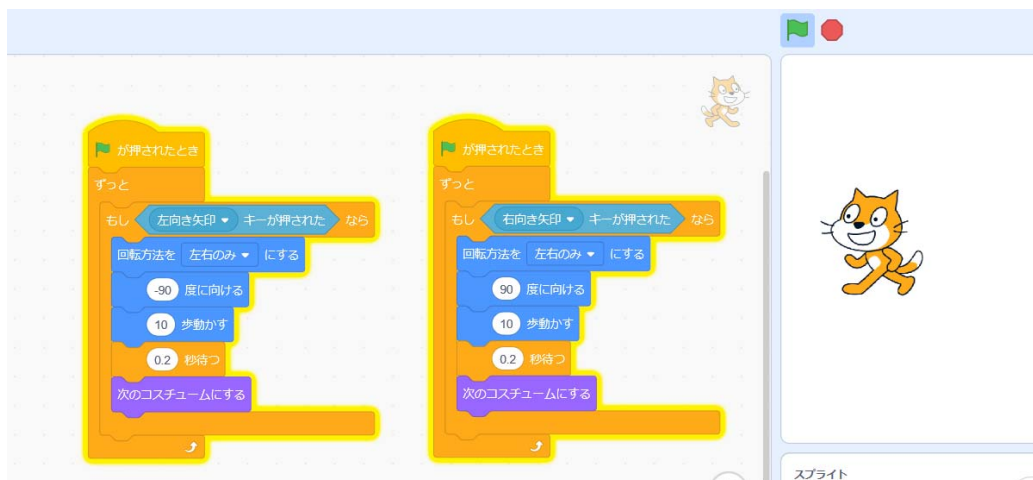 が押されたとき
ずっと
もし 左向き矢印 キーが押された なら
回転方法を 左右のみ にする
-90 度に向ける
10 歩動かす
0.2 秒待つ
次のコスチュームにする
が押されたとき
ずっと
もし 右向き矢印 キーが押された なら
回転方法を 左右のみ にする
90 度に向ける
10 歩動かす
0.2 秒待つ
次のコスチュームにする
スプライト